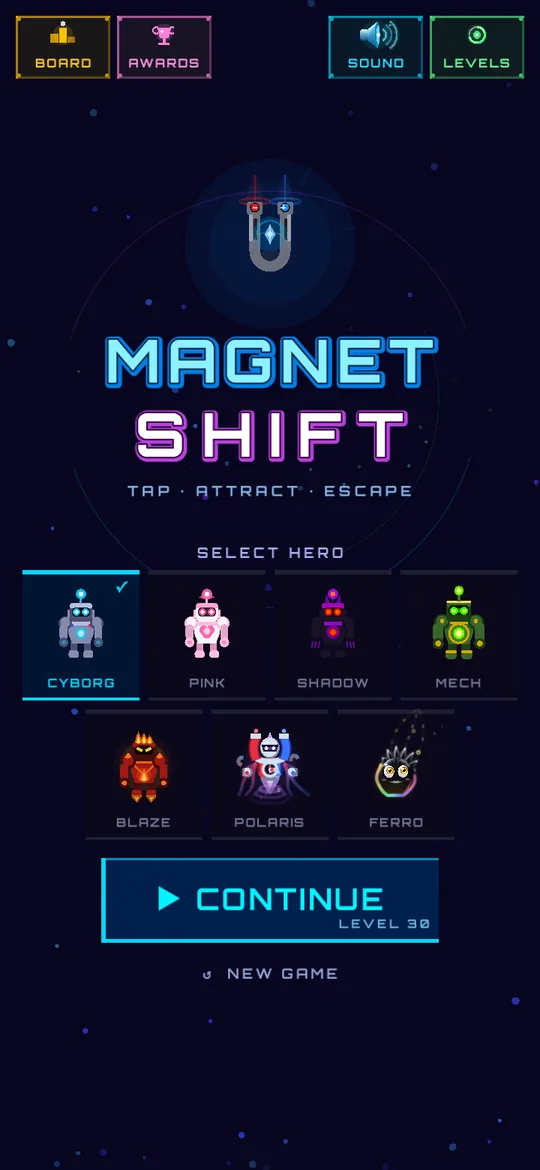 BOARD
AWARDS
SOUND
LEVELS
MAGNET
SHIFT
TAP · ATTRACT · ESCAPE
SELECT HERO
CYBORG
PINK
SHADOW
MECH
BLAZE
POLARIS
FERRO
▶ CONTINUE
LEVEL 30
↺ NEW GAME